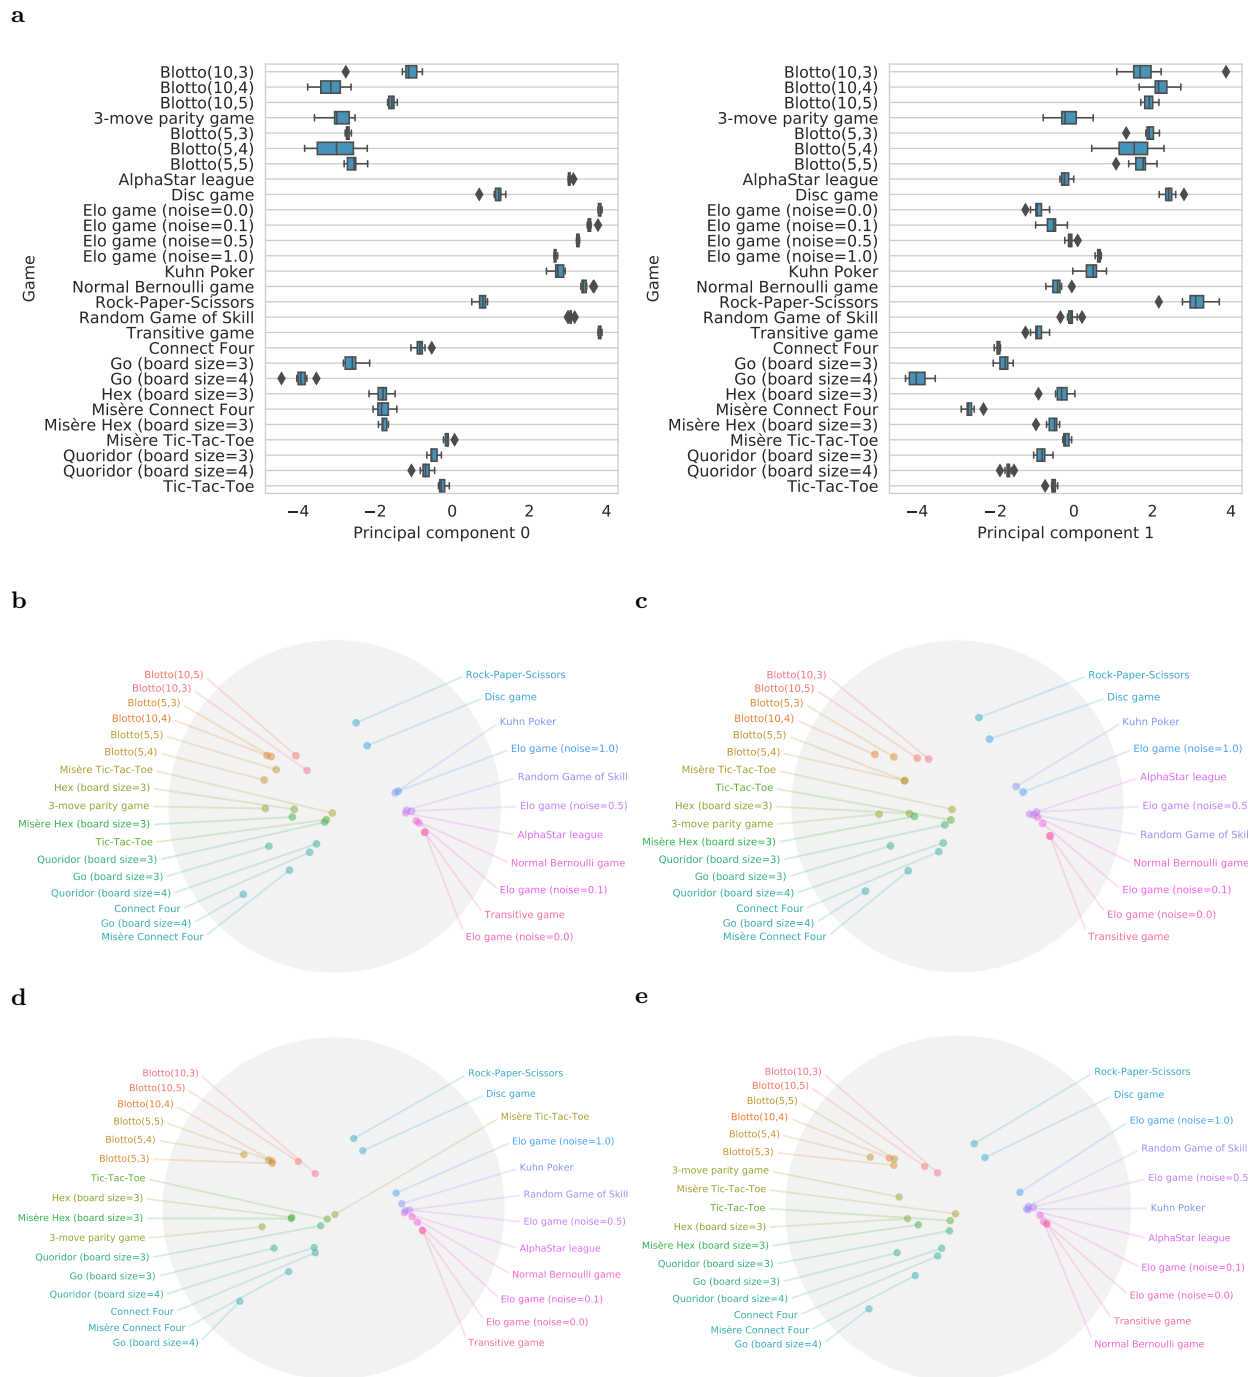 a
Blotto(10,3)
Blotto(10,4)
Blotto(10,5)
3-move parity game
Blotto(5,3)
Blotto(5,4)
Blotto(5,5)
AlphaStar league
Disc game
Elo game (noise=0.0)
Elo game (noise=0.1)
Elo game (noise=0.5)
Elo game (noise=1.0)
Kuhn Poker
Normal Bernoulli game
Rock-Paper-Scissors
Random Game of Skill
Transitive game
Connect Four
Go (board size=3)
Go (board size=4)
Hex (board size=3)
Misère Connect Four
Misère Hex (board size=3)
Misère Tic-Tac-Toe
Quoridor (board size=3)
Quoridor (board size=4)
Tic-Tac-Toe
Game
−4 −2 0 2 4
Principal component 0
Blotto(10,3)
Blotto(10,4)
Blotto(10,5)
3-move parity game
Blotto(5,3)
Blotto(5,4)
Blotto(5,5)
AlphaStar league
Disc game
Elo game (noise=0.0)
Elo game (noise=0.1)
Elo game (noise=0.5)
Elo game (noise=1.0)
Kuhn Poker
Normal Bernoulli game
Rock-Paper-Scissors
Random Game of Skill
Transitive game
Connect Four
Go (board size=3)
Go (board size=4)
Hex (board size=3)
Misère Connect Four
Misère Hex (board size=3)
Misère Tic-Tac-Toe
Quoridor (board size=3)
Quoridor (board size=4)
Tic-Tac-Toe
Game
−4 −2 0 2 4
Principal component 1
b
Blotto(10,5)
Blotto(10,3)
Blotto(5,3)
Blotto(10,4)
Blotto(5,5)
Blotto(5,4)
Misère Tic-Tac-Toe
Hex (board size=3)
3-move parity game
Misère Hex (board size=3)
Tic-Tac-Toe
Quoridor (board size=3)
Go (board size=3)
Quoridor (board size=4)
Connect Four
Go (board size=4)
Misère Connect Four
Rock-Paper-Scissors
Disc game
Kuhn Poker
Elo game (noise=1.0)
Random Game of Skill
Elo game (noise=0.5)
AlphaStar league
Normal Bernoulli game
Elo game (noise=0.1)
Transitive game
Elo game (noise=0.0)
c
Blotto(10,3)
Blotto(10,5)
Blotto(5,3)
Blotto(10,4)
Blotto(5,5)
Blotto(5,4)
Misère Tic-Tac-Toe
Tic-Tac-Toe
Hex (board size=3)
3-move parity game
Misère Hex (board size=3)
Quoridor (board size=3)
Go (board size=3)
Quoridor (board size=4)
Connect Four
Go (board size=4)
Misère Connect Four
Rock-Paper-Scissors
Disc game
Kuhn Poker
Elo game (noise=1.0)
AlphaStar league
Elo game (noise=0.5
Random Game of Skil
Normal Bernoulli game
Elo game (noise=0.1)
Elo game (noise=0.0)
Transitive game
d
Blotto(10,3)
Blotto(10,5)
Blotto(10,4)
Blotto(5,5)
Blotto(5,4)
Blotto(5,3)
Tic-Tac-Toe
Hex (board size=3)
Misère Hex (board size=3)
3-move parity game
Quoridor (board size=3)
Go (board size=3)
Quoridor (board size=4)
Connect Four
Misère Connect Four
Go (board size=4)
Rock-Paper-Scissors
Disc game
Misère Tic-Tac-Toe
Elo game (noise=1.0)
Kuhn Poker
Random Game of Skill
Elo game (noise=0.5)
AlphaStar league
Normal Bernoulli game
Elo game (noise=0.1)
Elo game (noise=0.0)
Transitive game
e
Blotto(10,3)
Blotto(10,5)
Blotto(5,5)
Blotto(10,4)
Blotto(5,4)
Blotto(5,3)
3-move parity game
Misère Tic-Tac-Toe
Tic-Tac-Toe
Hex (board size=3)
Misère Hex (board size=3)
Quoridor (board size=3)
Go (board size=3)
Quoridor (board size=4)
Connect Four
Misère Connect Four
Go (board size=4)
Rock-Paper-Scissors
Disc game
Elo game (noise=1.0)
Random Game of Skill
Elo game (noise=0.5
Kuhn Poker
AlphaStar league
Elo game (noise=0.1)
Elo game (noise=0.0)
Transitive game
Normal Bernoulli game